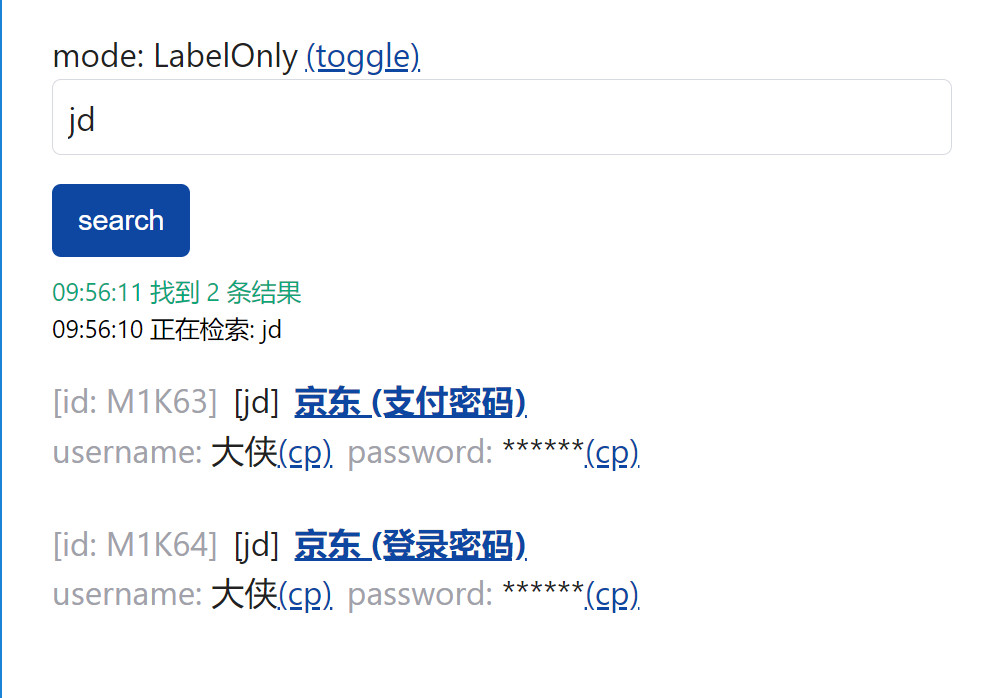 mode: LabelOnly (toggle)
jd
search
09:56:11 找到 2 条结果
09:56:10 正在检索: jd
[id: M1K63] [jd] 京东 (支付密码)
username: 大侠(cp) password: ******(cp)
[id: M1K64] [jd] 京东 (登录密码)
username: 大侠(cp) password: ******(cp)